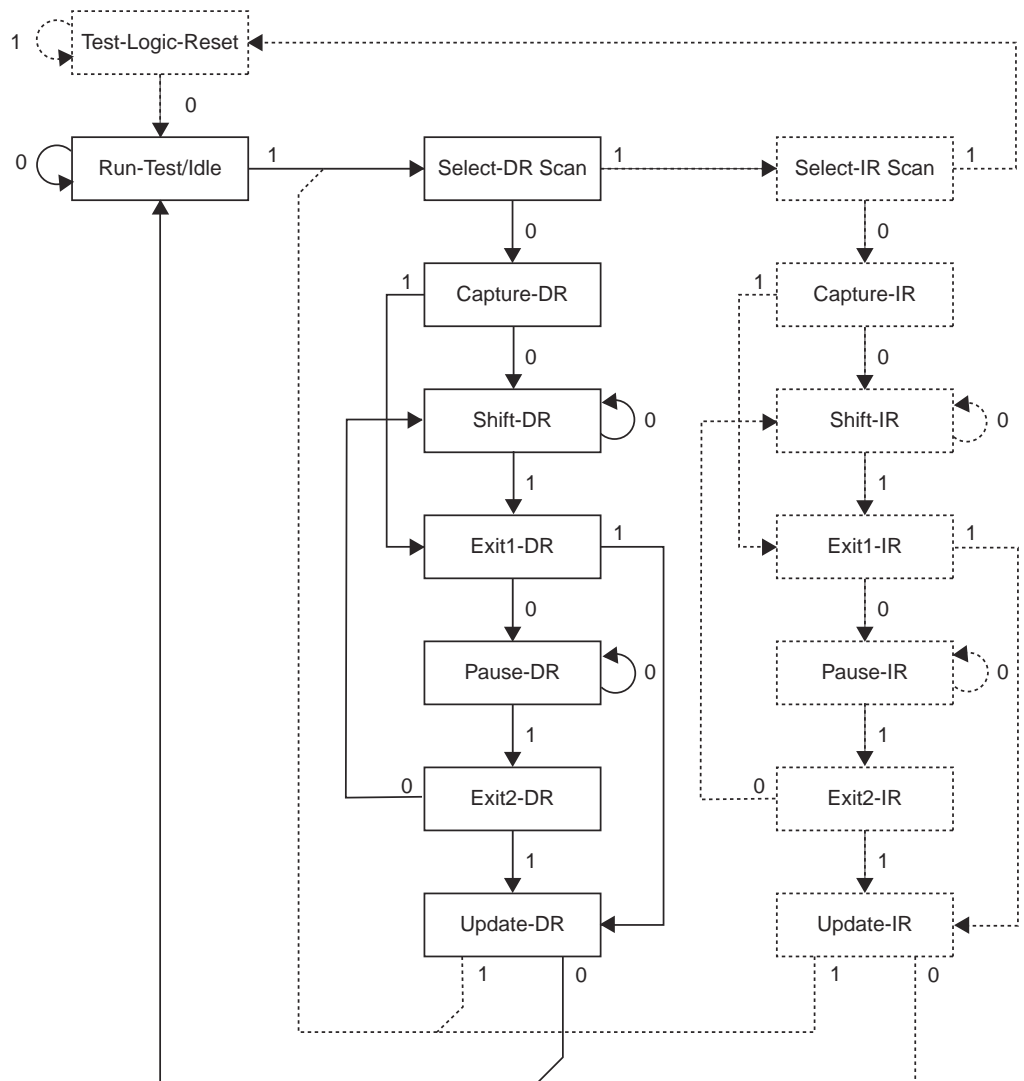 1 Test-Logic-Reset
0
0 Run-Test/Idle 1 Select-DR Scan 1 Select-IR Scan 1
0 0
1 Capture-DR 1 Capture-IR
0 0
Shift-DR 0 Shift-IR 0
1 1
Exit1-DR 1 Exit1-IR 1
0 0
Pause-DR 0 Pause-IR 0
1 1
0 Exit2-DR 0 Exit2-IR
1 1
Update-DR Update-IR
1 0 1 0